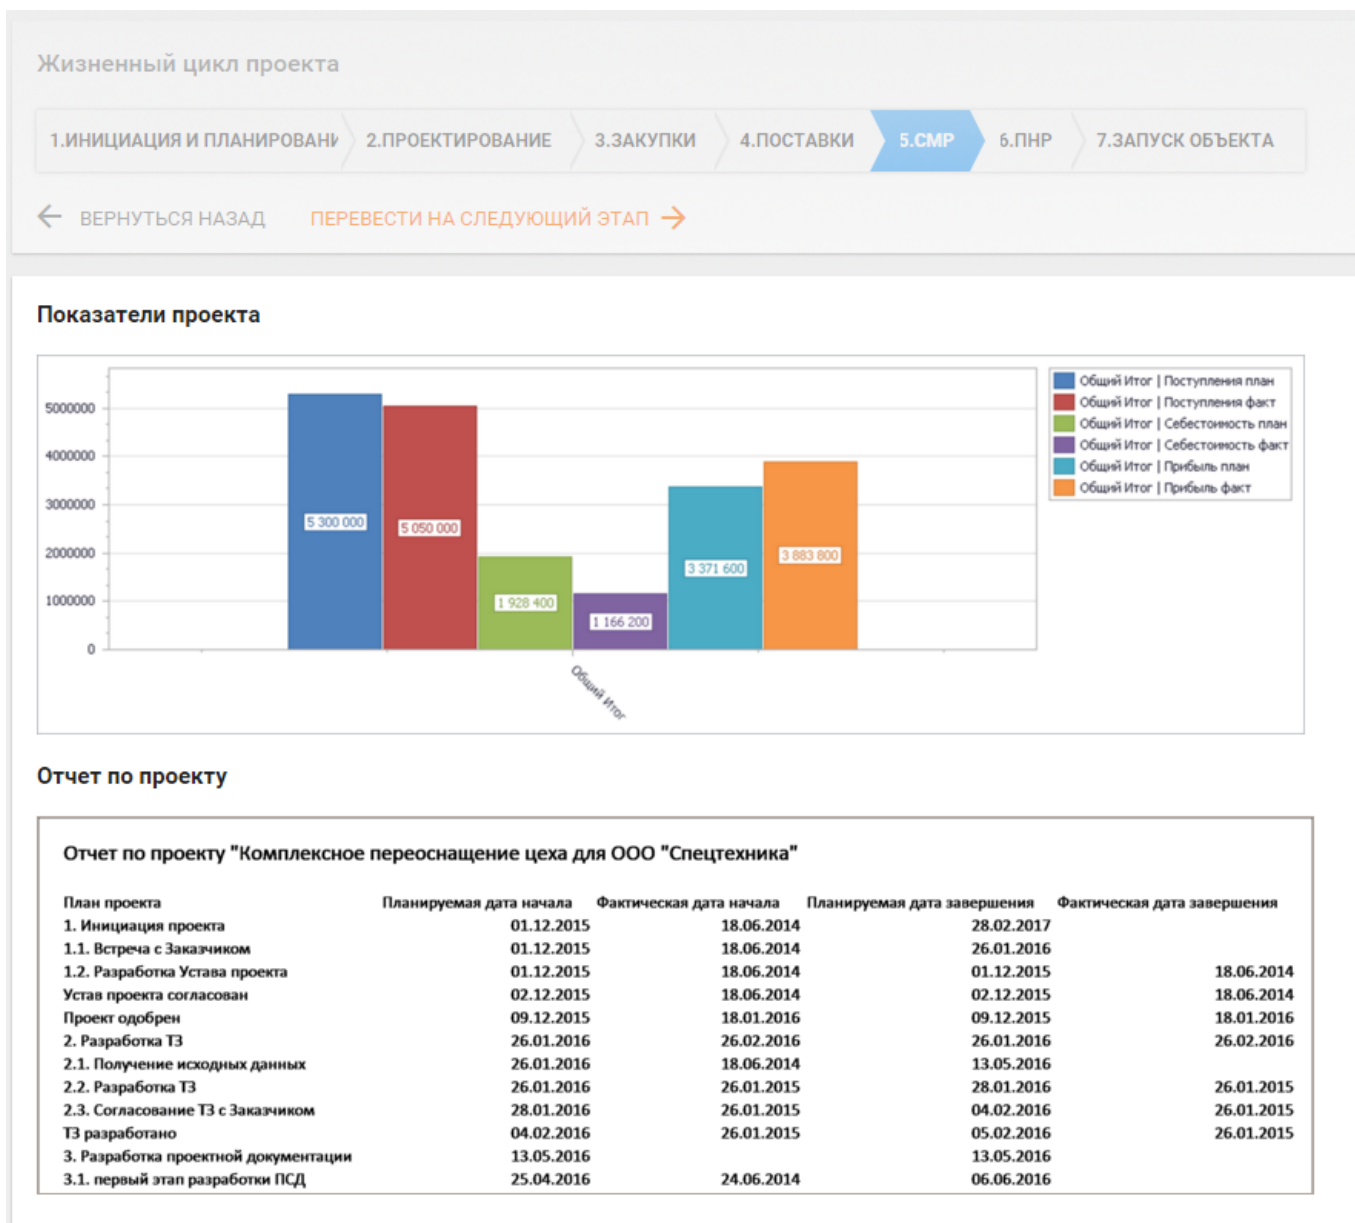 Жизненный цикл проекта
1.ИНИЦИАЦИЯ И ПЛАНИРОВАНИ 2.ПРОЕКТИРОВАНИЕ 3.ЗАКУПКИ 4.ПОСТАВКИ 5.СМР 6.ПНР 7.ЗАПУСК ОБЪЕКТА
ВЕРНУТЬСЯ НАЗАД ПЕРЕВЕСТИ НА СЛЕДУЮЩИЙ ЭТАП
Показатели проекта
5000000
4000000
3000000
2000000
1000000
0
5 300 000
5 050 000
1 928 400
1 166 200
3 371 600
3 883 800
Общий Итог
Общий Итог | Поступления план
Общий Итог | Поступления факт
Общий Итог | Себестоимость план
Общий Итог | Себестоимость факт
Общий Итог | Прибыль план
Общий Итог | Прибыль факт
Отчет по проекту
Отчет по проекту "Комплексное переоснащение цеха для ООО "Спецтехника"
План проекта Планируемая дата начала Фактическая дата начала Планируемая дата завершения Фактическая дата завершения
1. Инициация проекта 01.12.2015 18.06.2014 28.02.2017
1.1. Встреча с Заказчиком 01.12.2015 18.06.2014 26.01.2016
1.2. Разработка Устава проекта 01.12.2015 18.06.2014 01.12.2015 18.06.2014
Устав проекта согласован 02.12.2015 18.06.2014 02.12.2015 18.06.2014
Проект одобрен 09.12.2015 18.01.2016 09.12.2015 18.01.2016
2. Разработка ТЗ 26.01.2016 26.02.2016 26.01.2016 26.02.2016
2.1. Получение исходных данных 26.01.2016 18.06.2014 13.05.2016
2.2. Разработка ТЗ 26.01.2016 26.01.2015 28.01.2016 26.01.2015
2.3. Согласование ТЗ с Заказчиком 28.01.2016 26.01.2015 04.02.2016 26.01.2015
ТЗ разработано 04.02.2016 26.01.2015 05.02.2016 26.01.2015
3. Разработка проектной документации 13.05.2016 13.05.2016
3.1. первый этап разработки ПСД 25.04.2016 24.06.2014 06.06.2016